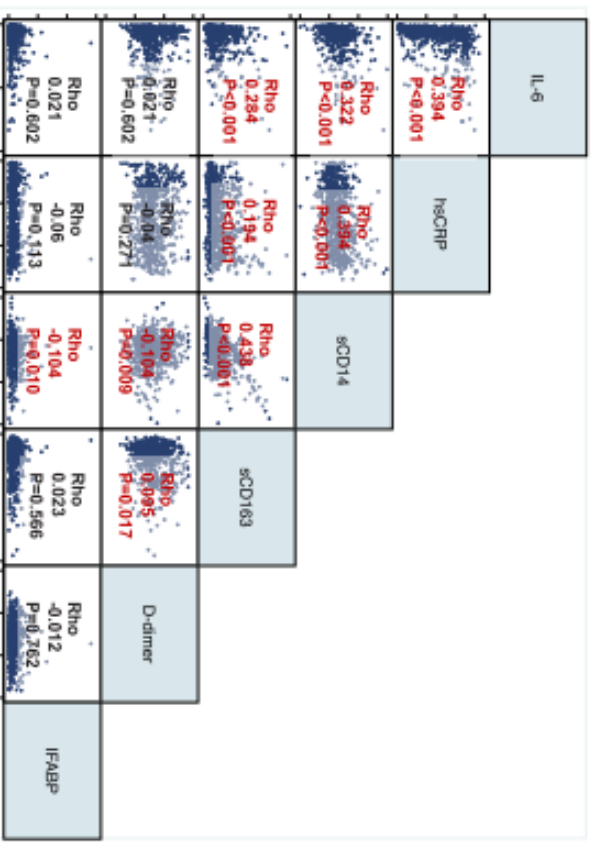 IL-6
Rho
0.394
P<0.001
hsCRP
Rho
0.322
P<0.001
Rho
0.394
P<0.001
sCD14
Rho
0.284
P<0.001
Rho
0.194
P<0.001
Rho
0.438
P<0.001
sCD163
Rho
0.021
P=0.602
Rho
-0.04
P=0.271
Rho
-0.104
P=0.009
Rho
0.095
P=0.017
D-dimer
Rho
0.021
P=0.602
Rho
-0.06
P=0.113
Rho
-0.104
P=0.010
Rho
0.023
P=0.566
Rho
-0.012
P=0.762
IFABP